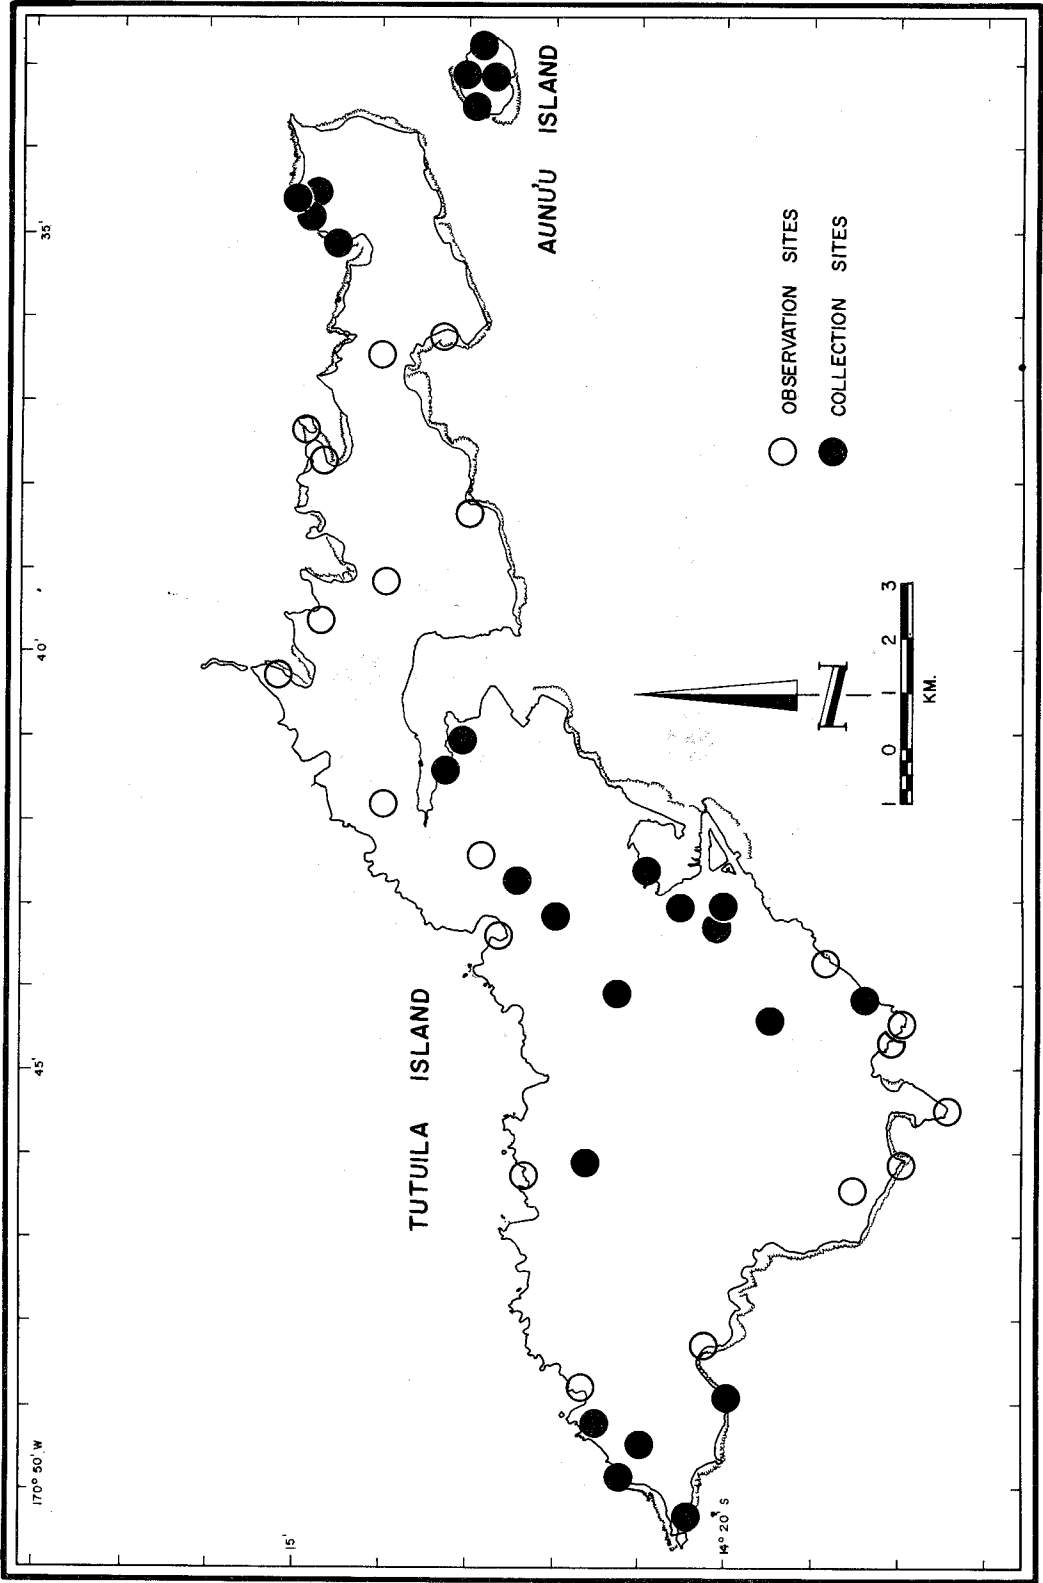 170° 50' W
45'
40'
35'
15'
14° 20' S
TUTUILA ISLAND
AUNU'U ISLAND
OBSERVATION SITES
COLLECTION SITES
N
1 0 1 2 3
KM.